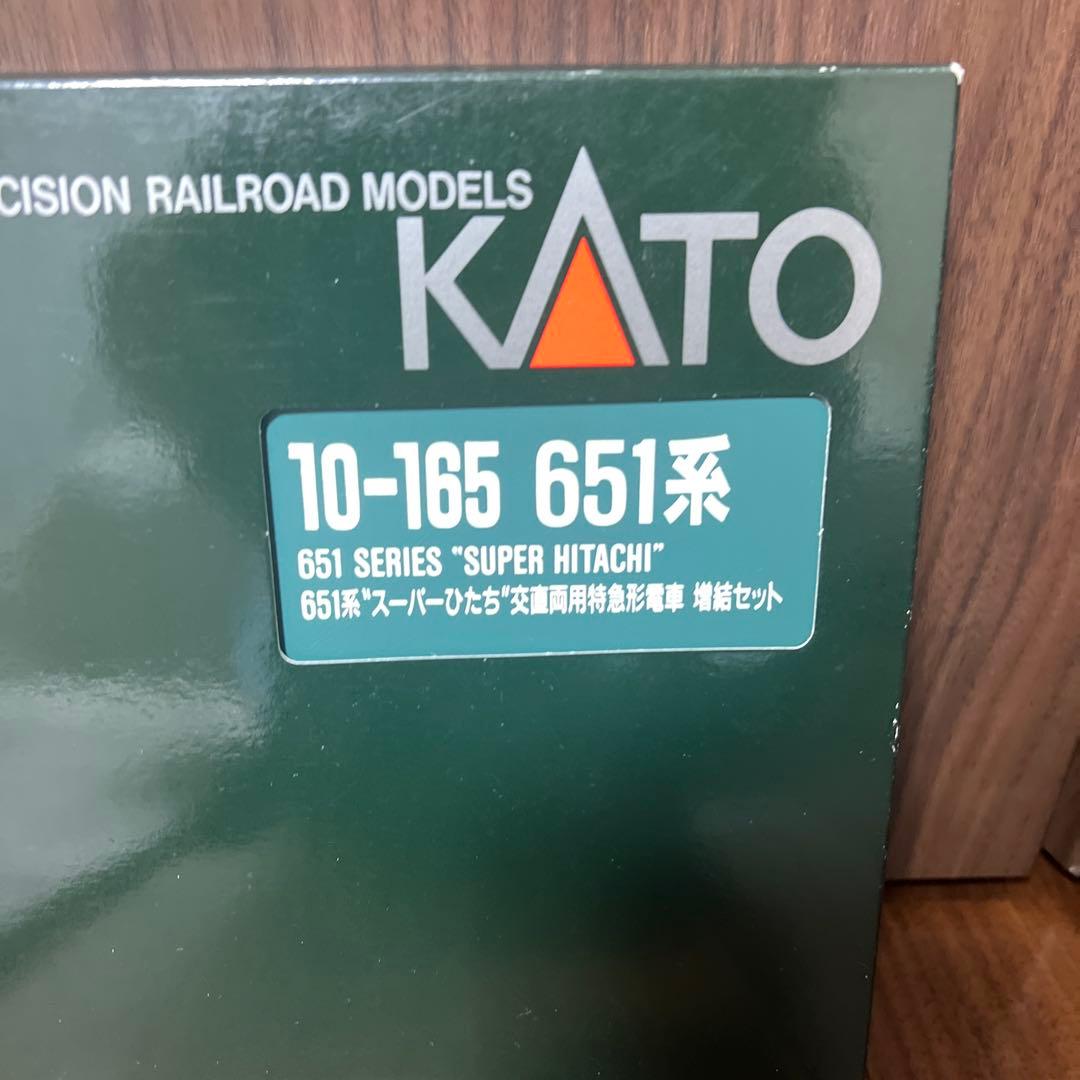 CISION RAILROAD MODELS
KATO
10-165 651系
651 SERIES "SUPER HITACHI"
651系"スーパーひたち"交直両用特急形電車 増結セット